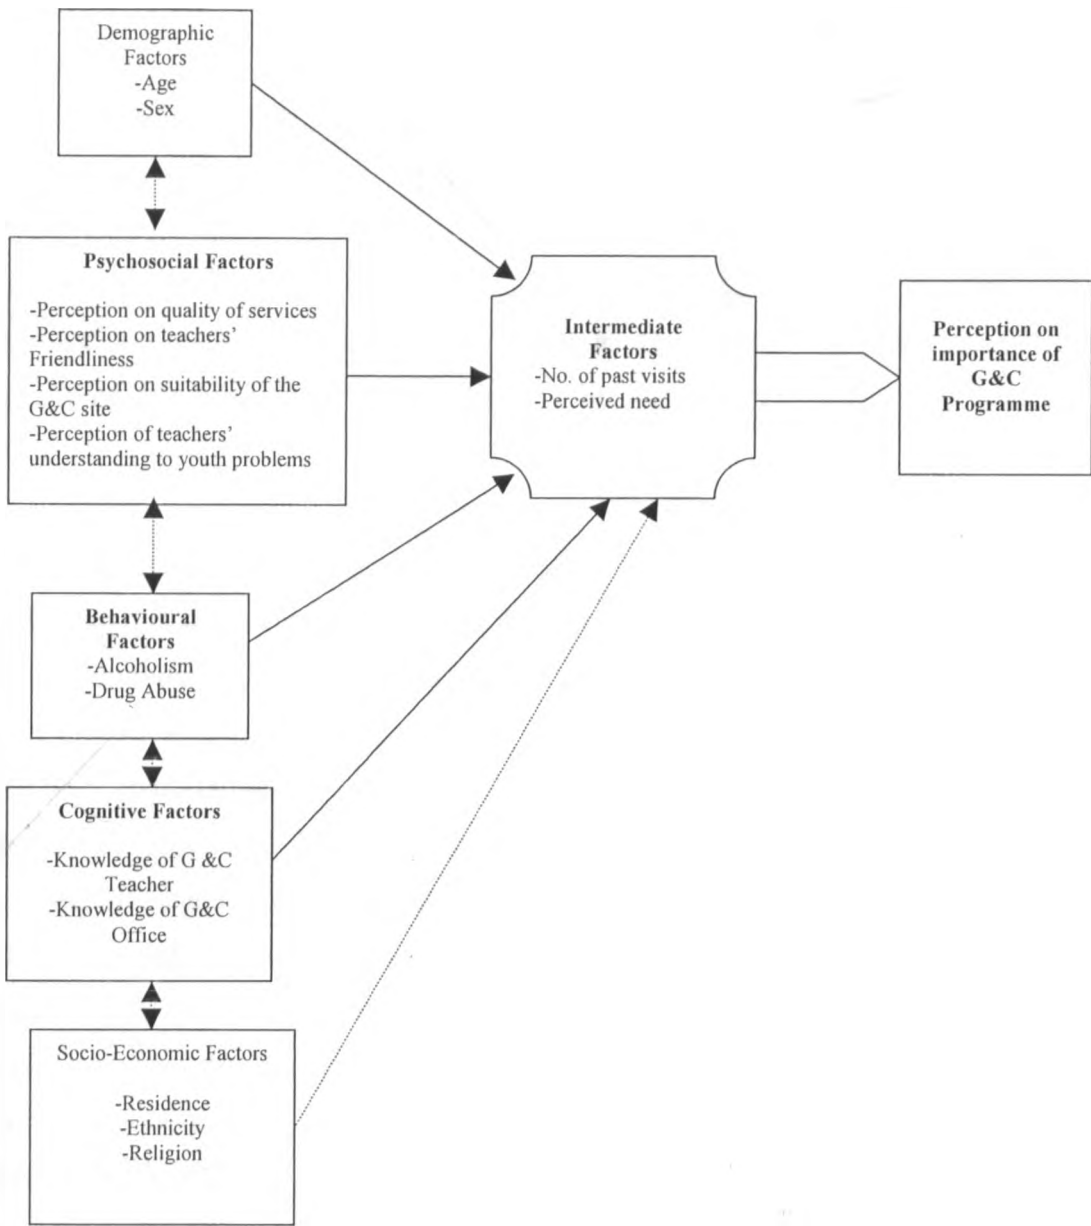 Demographic
Factors
-Age
-Sex
Psychosocial Factors
-Perception on quality of services
-Perception on teachers'
Friendliness
-Perception on suitability of the
G&C site
-Perception of teachers'
understanding to youth problems
Behavioural
Factors
-Alcoholism
-Drug Abuse
Cognitive Factors
-Knowledge of G &C
Teacher
-Knowledge of G&C
Office
Socio-Economic Factors
-Residence
-Ethnicity
-Religion
Intermediate
Factors
-No. of past visits
-Perceived need
Perception on
importance of
G&C
Programme